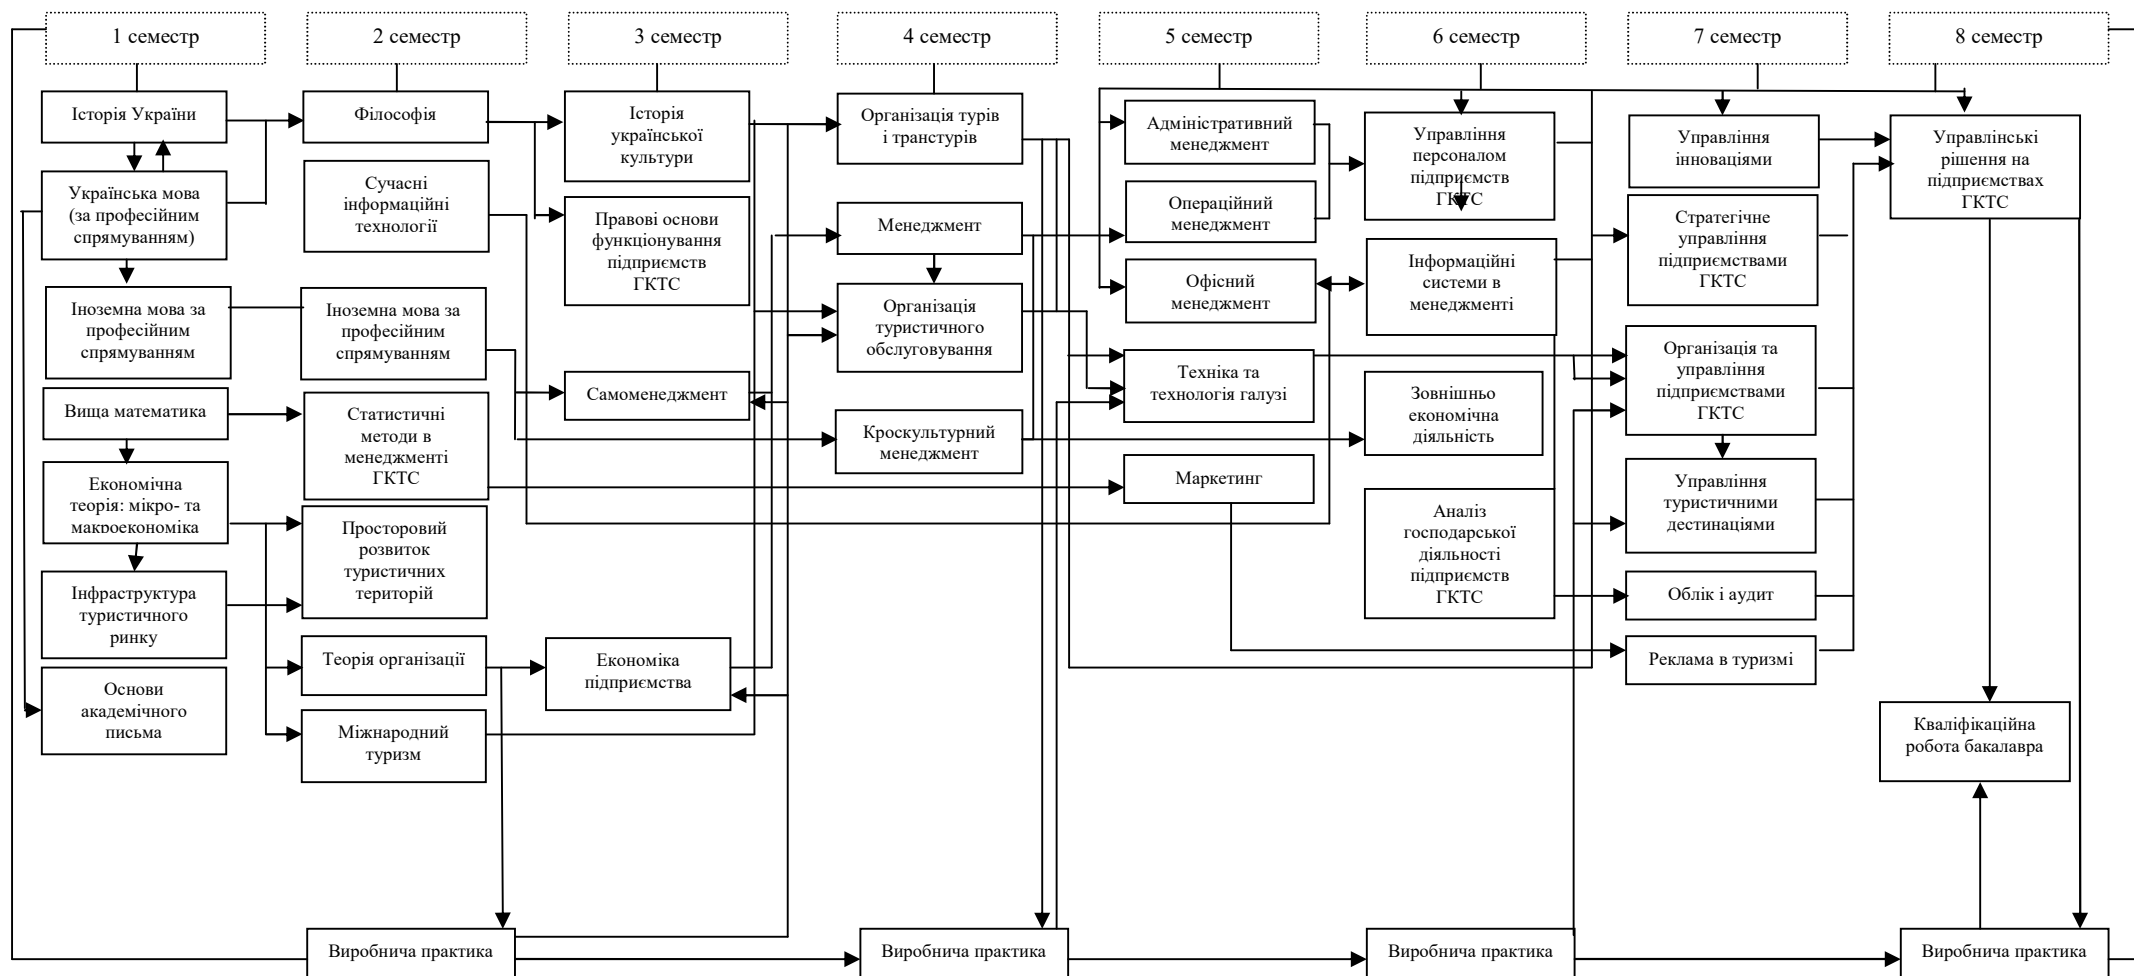 1 семестр
2 семестр
3 семестр
4 семестр
5 семестр
6 семестр
7 семестр
8 семестр
Історія України
Українська мова
(за професійним
спрямуванням)
Іноземна мова за
професійним
спрямуванням
Вища математика
Економічна
теорія: мікро- та
макроекономіка
Інфраструктура
туристичного
ринку
Основи
академічного
письма
Філософія
Сучасні
інформаційні
технології
Іноземна мова за
професійним
спрямуванням
Статистичні
методи в
менеджменті
ГКТС
Просторовий
розвиток
туристичних
територій
Теорія організації
Міжнародний
туризм
Виробнича практика
Історія
української
культури
Правові основи
функціонування
підприємств
ГКТС
Самоменеджмент
Економіка
підприємства
Організація турів
і транстурів
Менеджмент
Організація
туристичного
обслуговування
Кроскультурний
менеджмент
Виробнича практика
Адміністративний
менеджмент
Операційний
менеджмент
Офісний
менеджмент
Техніка та
технологія галузі
Маркетинг
Управління
персоналом
підприємств
ГКТС
Інформаційні
системи в
менеджменті
Зовнішньо
економічна
діяльність
Аналіз
господарської
діяльності
підприємств
ГКТС
Виробнича практика
Управління
інноваціями
Стратегічне
управління
підприємствами
ГКТС
Організація та
управління
підприємствами
ГКТС
Управління
туристичними
дестинаціями
Облік і аудит
Реклама в туризмі
Управлінські
рішення на
підприємствах
ГКТС
Кваліфікаційна
робота бакалавра
Виробнича практика